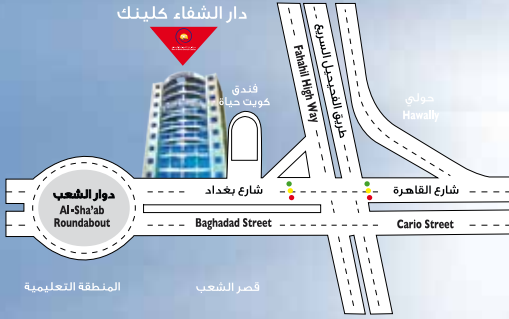 دار الشفاء كلينك
فندق
كويت حياة
Fahahil High Way
طريق الفحيحيل السريع
حولي
Hawally
دوار الشعب
Al-Sha'ab
Roundabout
شارع بغداد
شارع القاهرة
Baghadad Street
Cario Street
المنطقة التعليمية
قصر الشعب